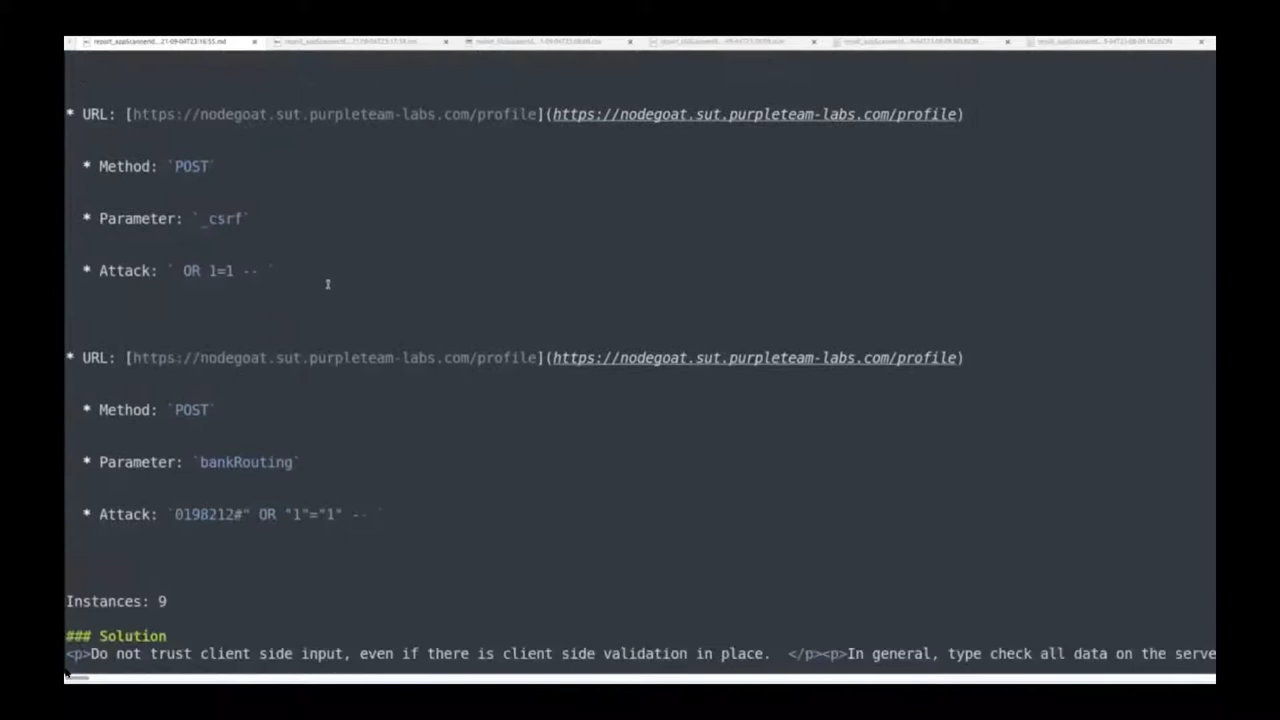 * URL: [https://nodegoat.sut.purpleteam-labs.com/profile](https://nodegoat.sut.purpleteam-labs.com/profile)
* Method: `POST`
* Parameter: `_csrf`
* Attack: ` OR 1=1 -- `
* URL: [https://nodegoat.sut.purpleteam-labs.com/profile](https://nodegoat.sut.purpleteam-labs.com/profile)
* Method: `POST`
* Parameter: `bankRouting`
* Attack: `0198212#" OR "1"="1" -- `
Instances: 9
### Solution
<p>Do not trust client side input, even if there is client side validation in place.  </p><p>In general, type check all data on the serve